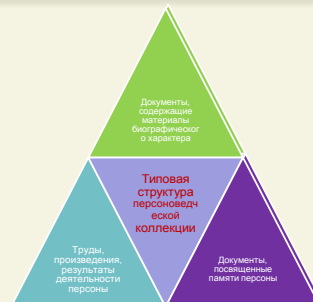 Документы,
содержащие
материалы
биографическог
о характера
Типовая
структура
персоноведч
еской
коллекции
Труды,
произведения,
результаты
деятельности
персоны
Документы,
посвященные
памяти персоны